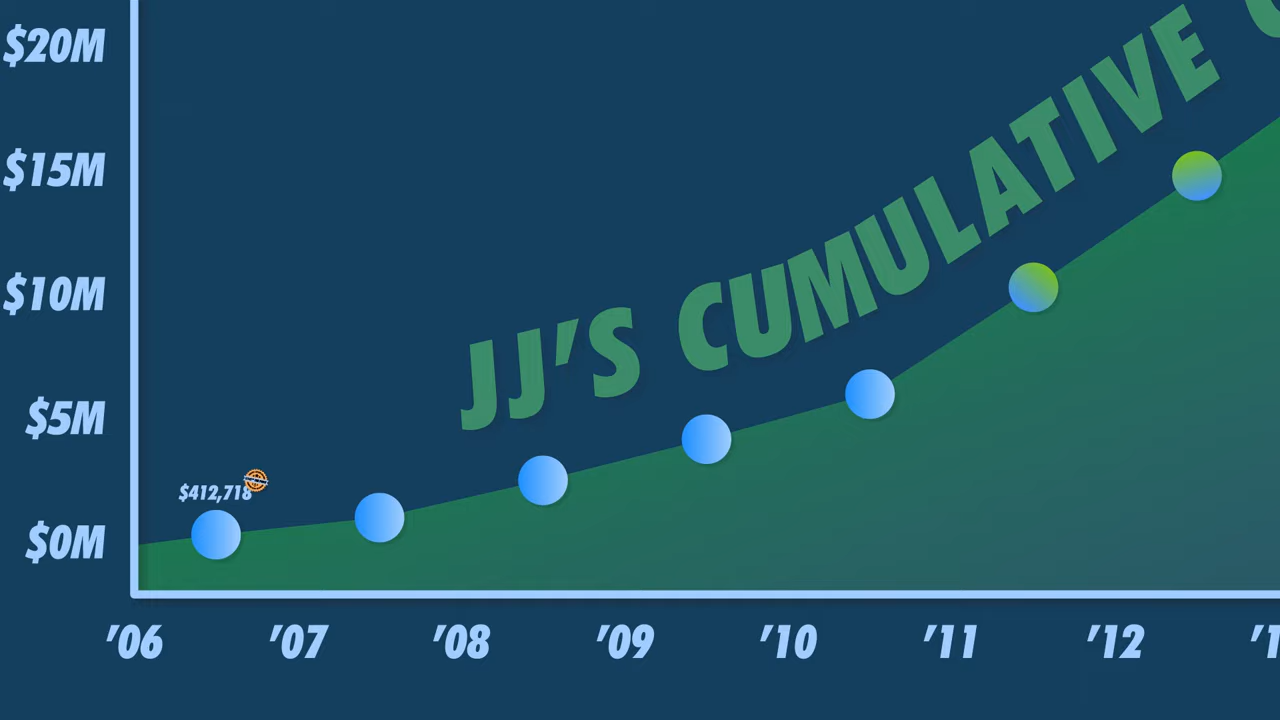 $20M
$15M
$10M
$5M
$0M
JJ'S CUMULATIVE
$412,718
'06 '07 '08 '09 '10 '11 '12